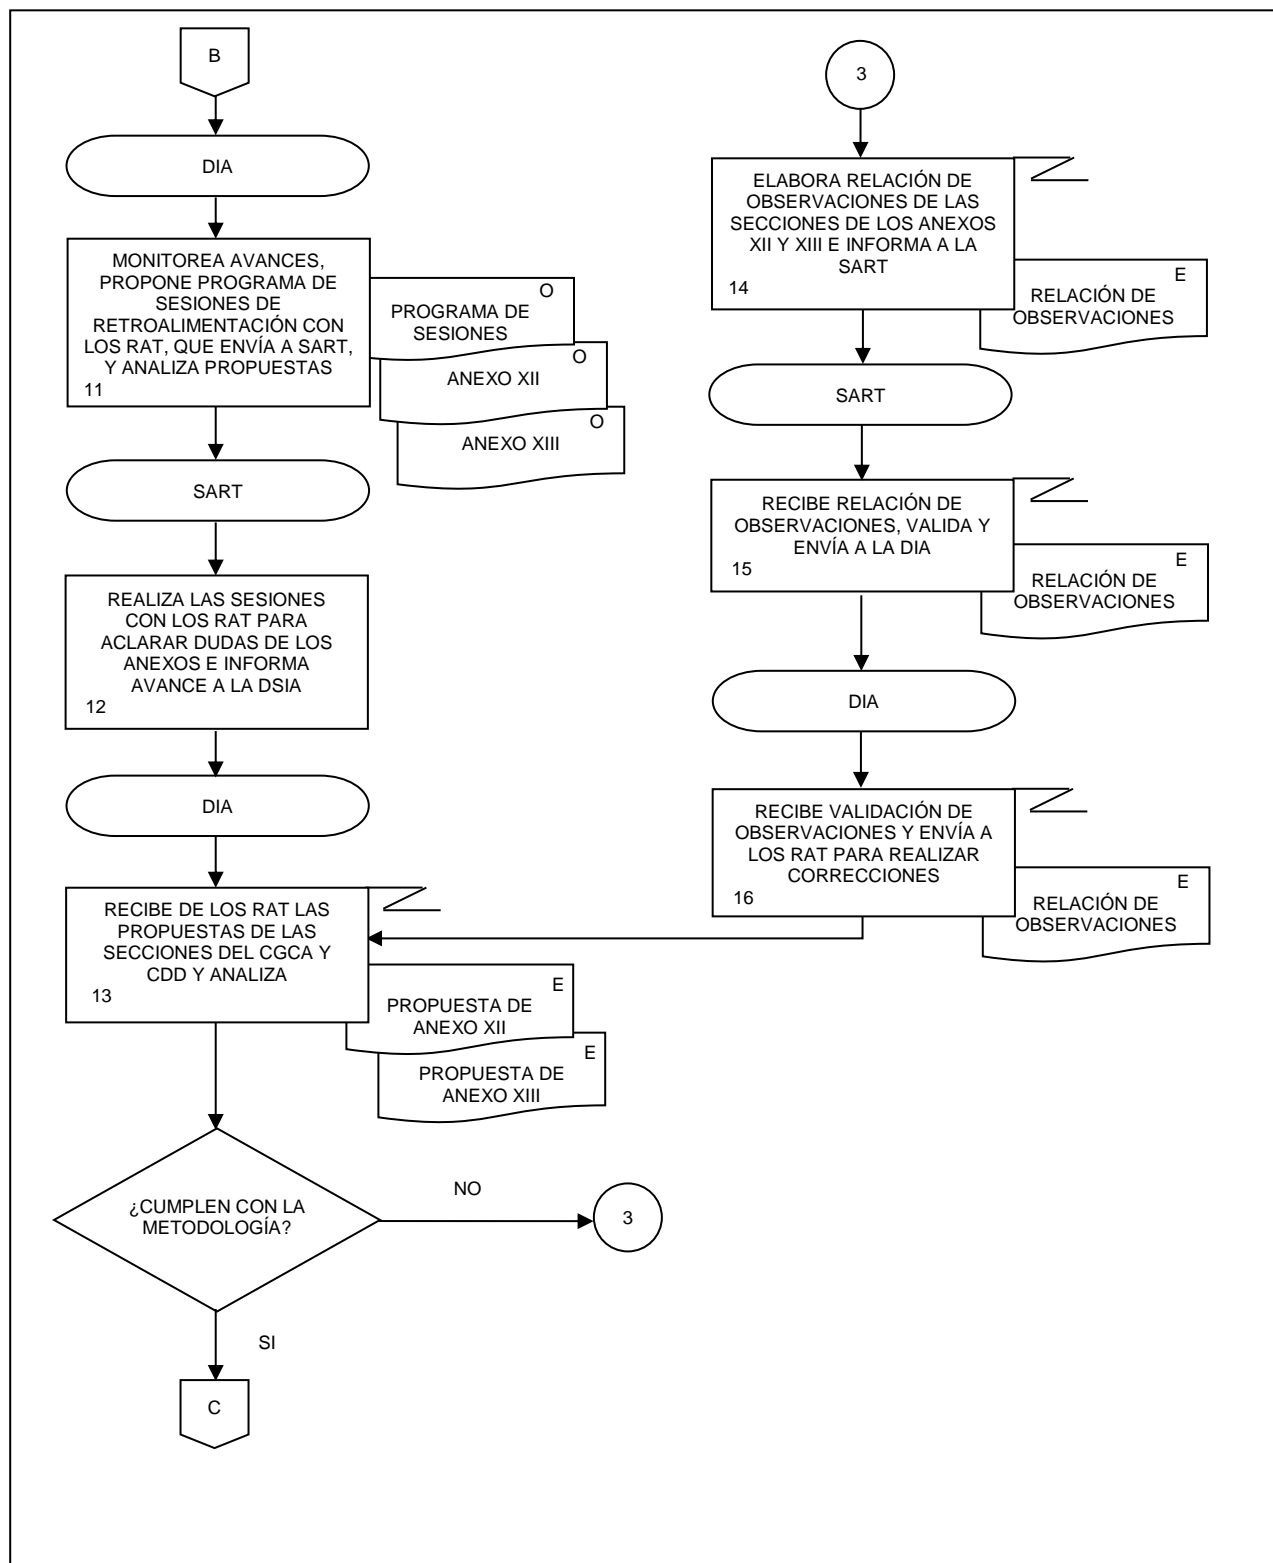 B
DIA
MONITOREA AVANCES,
PROPONE PROGRAMA DE
SESIONES DE
RETROALIMENTACIÓN CON
LOS RAT, QUE ENVÍA A SART,
Y ANALIZA PROPUESTAS
11
O
PROGRAMA DE
SESIONES
O
ANEXO XII
O
ANEXO XIII
SART
REALIZA LAS SESIONES
CON LOS RAT PARA
ACLARAR DUDAS DE LOS
ANEXOS E INFORMA
AVANCE A LA DSIA
12
DIA
RECIBE DE LOS RAT LAS
PROPUESTAS DE LAS
SECCIONES DEL CGCA Y
CDD Y ANALIZA
13
E
PROPUESTA DE
ANEXO XII
E
PROPUESTA DE
ANEXO XIII
¿CUMPLEN CON LA
METODOLOGÍA?
NO
3
SI
C
3
ELABORA RELACIÓN DE
OBSERVACIONES DE LAS
SECCIONES DE LOS ANEXOS
XII Y XIII E INFORMA A LA
SART
14
E
RELACIÓN DE
OBSERVACIONES
SART
RECIBE RELACIÓN DE
OBSERVACIONES, VALIDA Y
ENVÍA A LA DIA
15
E
RELACIÓN DE
OBSERVACIONES
DIA
RECIBE VALIDACIÓN DE
OBSERVACIONES Y ENVÍA A
LOS RAT PARA REALIZAR
CORRECCIONES
16
E
RELACIÓN DE
OBSERVACIONES